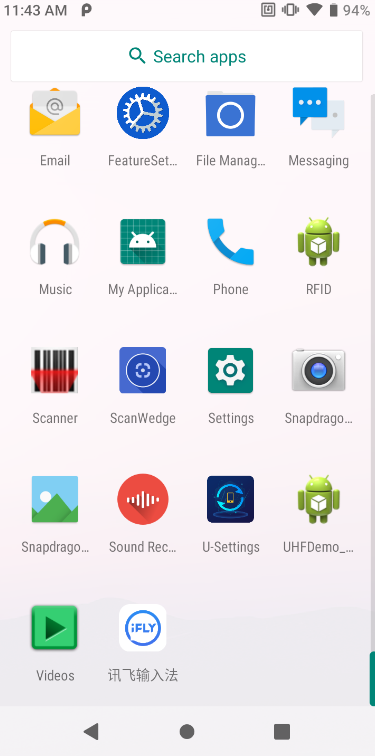 11:43 AM
94%
Search apps
@
Email
FeatureSet...
File Manag...
Messaging
Music
My Applica...
Phone
RFID
Scanner
ScanWedge
Settings
Snapdrago...
Snapdrago...
Sound Rec...
U-Settings
UHFDemo_...
iFLY
Videos
讯飞输入法